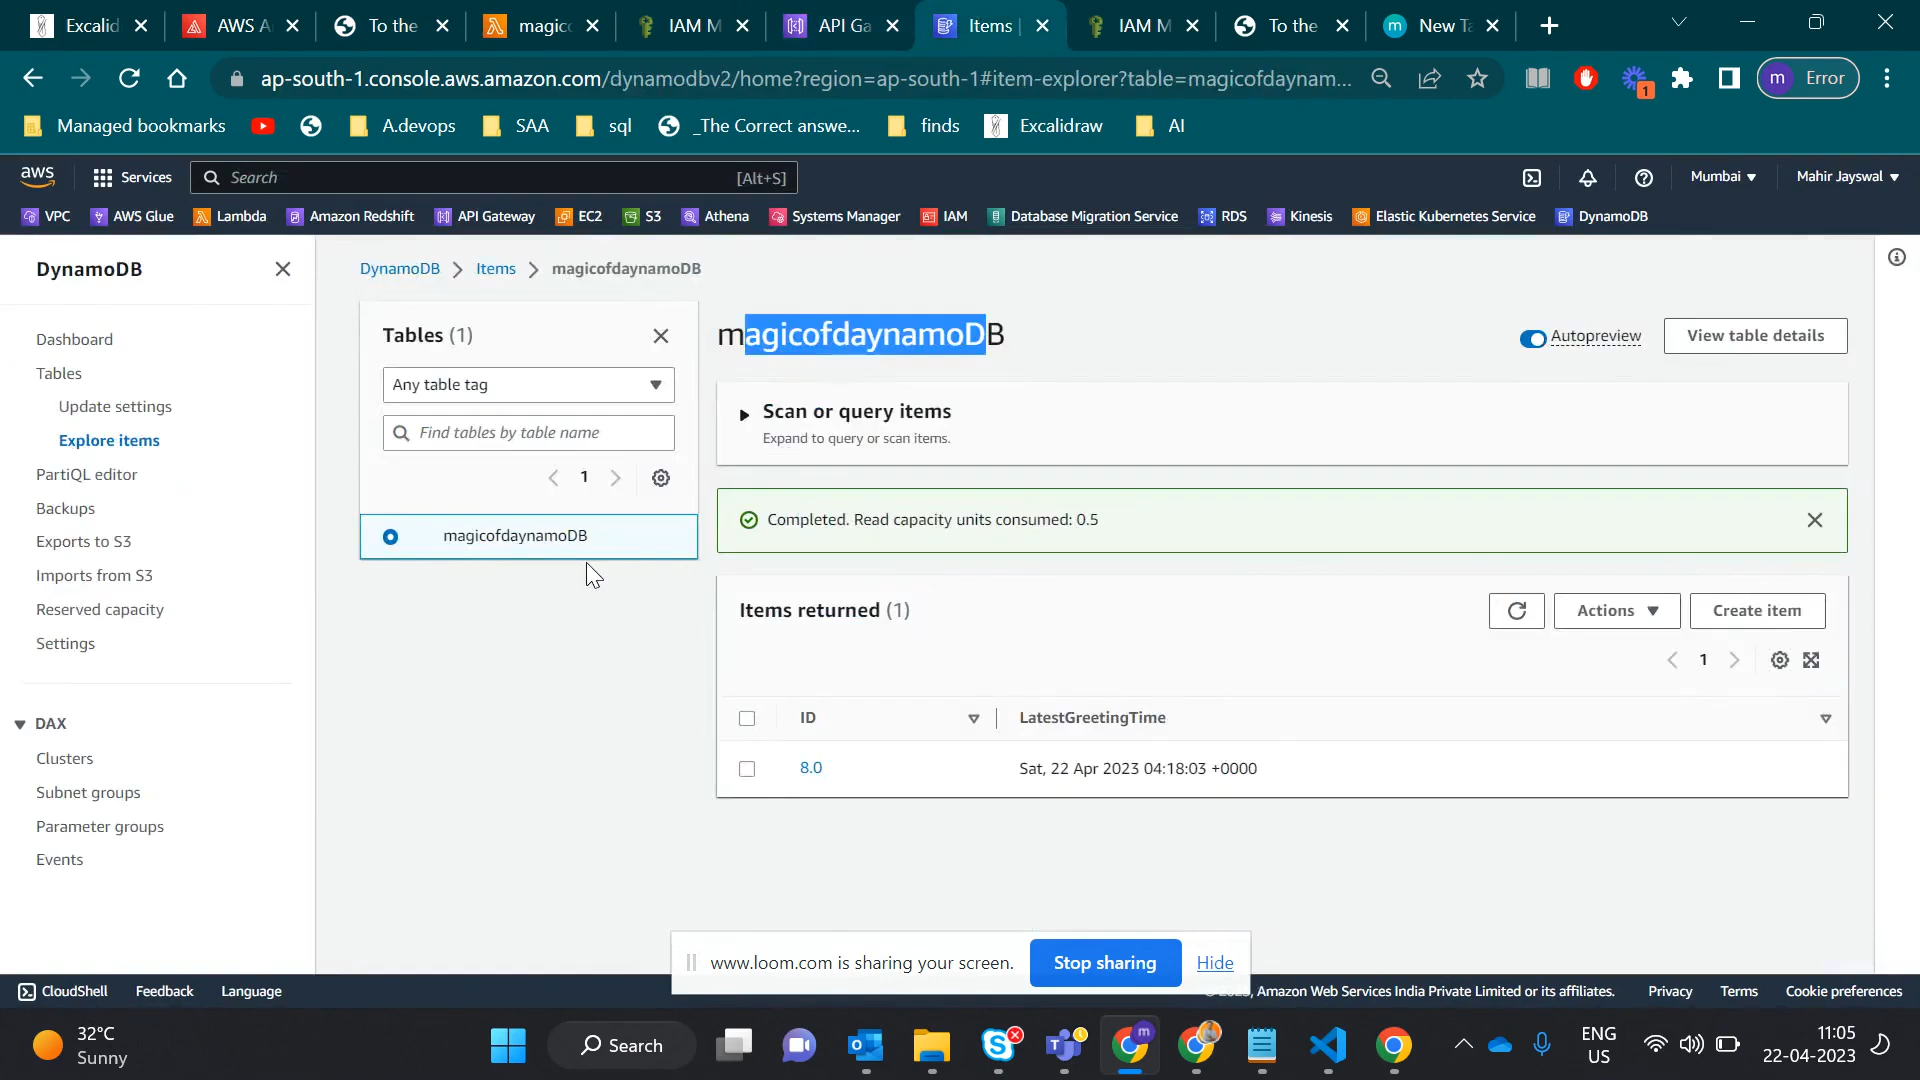 Excalid
AWS A
To the
magico
IAM M
API Ga
Items |
IAM M
To the
New Ta
ap-south-1.console.aws.amazon.com/dynamodbv2/home?region=ap-south-1#item-explorer?table=magicofdaynam...
1
m Error
Managed bookmarks
A.devops
SAA
sql
_The Correct answe...
finds
Excalidraw
AI
aws
Services
Search
[Alt+S]
Mumbai
Mahir Jayswal
VPC
AWS Glue
Lambda
Amazon Redshift
API Gateway
EC2
S3
Athena
Systems Manager
IAM
Database Migration Service
RDS
Kinesis
Elastic Kubernetes Service
DynamoDB
DynamoDB
Dashboard
Tables
Update settings
Explore items
PartiQL editor
Backups
Exports to S3
Imports from S3
Reserved capacity
Settings
DAX
Clusters
Subnet groups
Parameter groups
Events
DynamoDB > Items > magicofdaynamoDB
Tables (1)
Any table tag
Find tables by table name
1
magicofdaynamoDB
magicofdaynamoDB
Autopreview
View table details
Scan or query items
Expand to query or scan items.
Completed. Read capacity units consumed: 0.5
Items returned (1)
Actions
Create item
1
ID
LatestGreetingTime
8.0
Sat, 22 Apr 2023 04:18:03 +0000
www.loom.com is sharing your screen.
Stop sharing
Hide
CloudShell
Feedback
Language
Amazon Web Services India Private Limited or its affiliates.
Privacy
Terms
Cookie preferences
32°C
Sunny
Search
ENG
US
11:05
22-04-2023